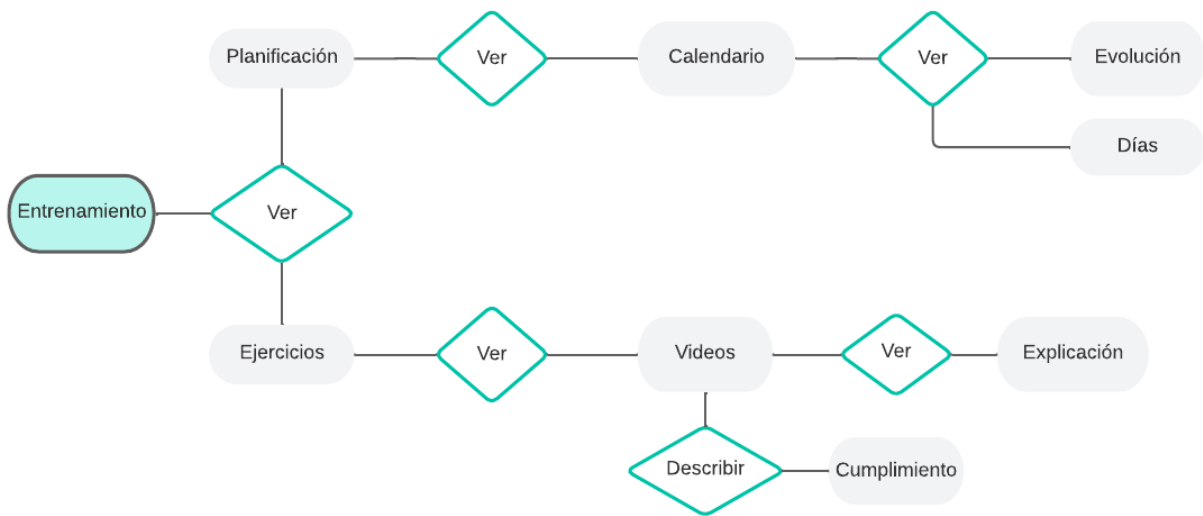 Planificación
Ver
Calendario
Ver
Evolución
Días
Entrenamiento
Ver
Ejercicios
Ver
Videos
Ver
Explicación
Describir
Cumplimiento